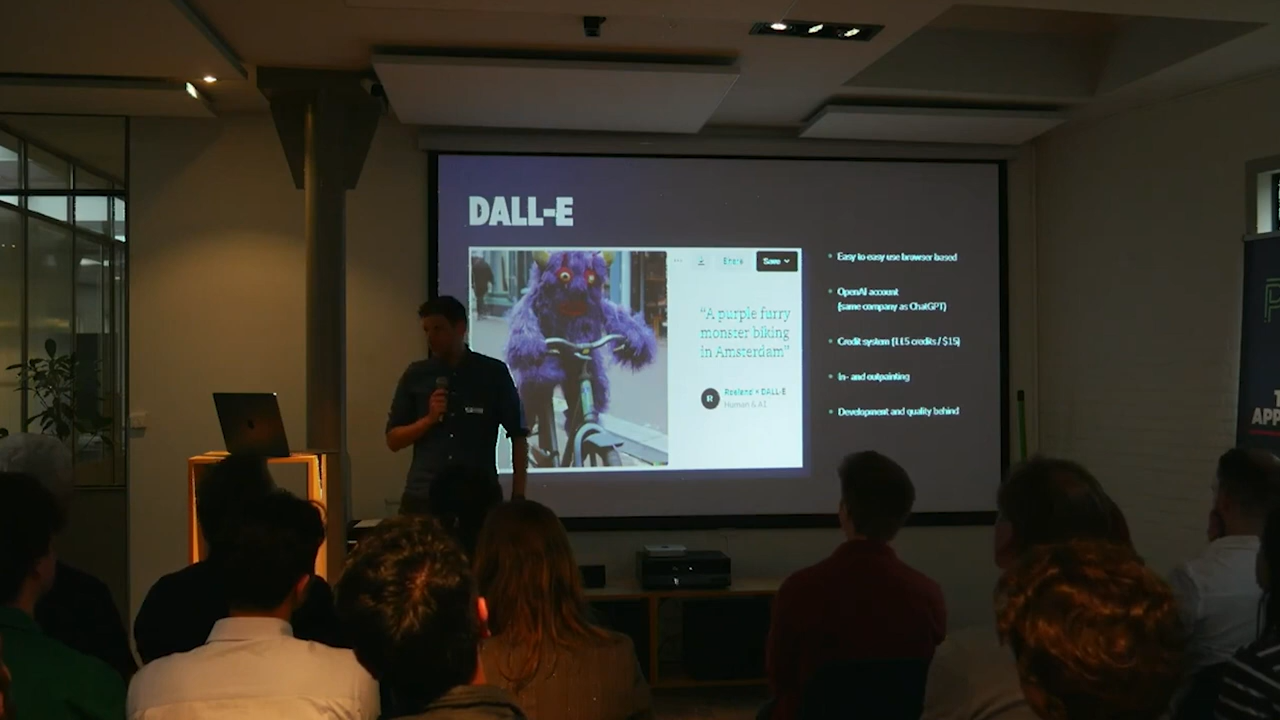 DALL-E
Share
Save
"A purple furry
monster biking
in Amsterdam"
R
Roeland × DALL-E
Human & AI
Easy to easy use browser based
OpenAI account
(same company as ChatGPT)
Credit system (115 credits / $15)
In- and outpainting
Development and quality behind